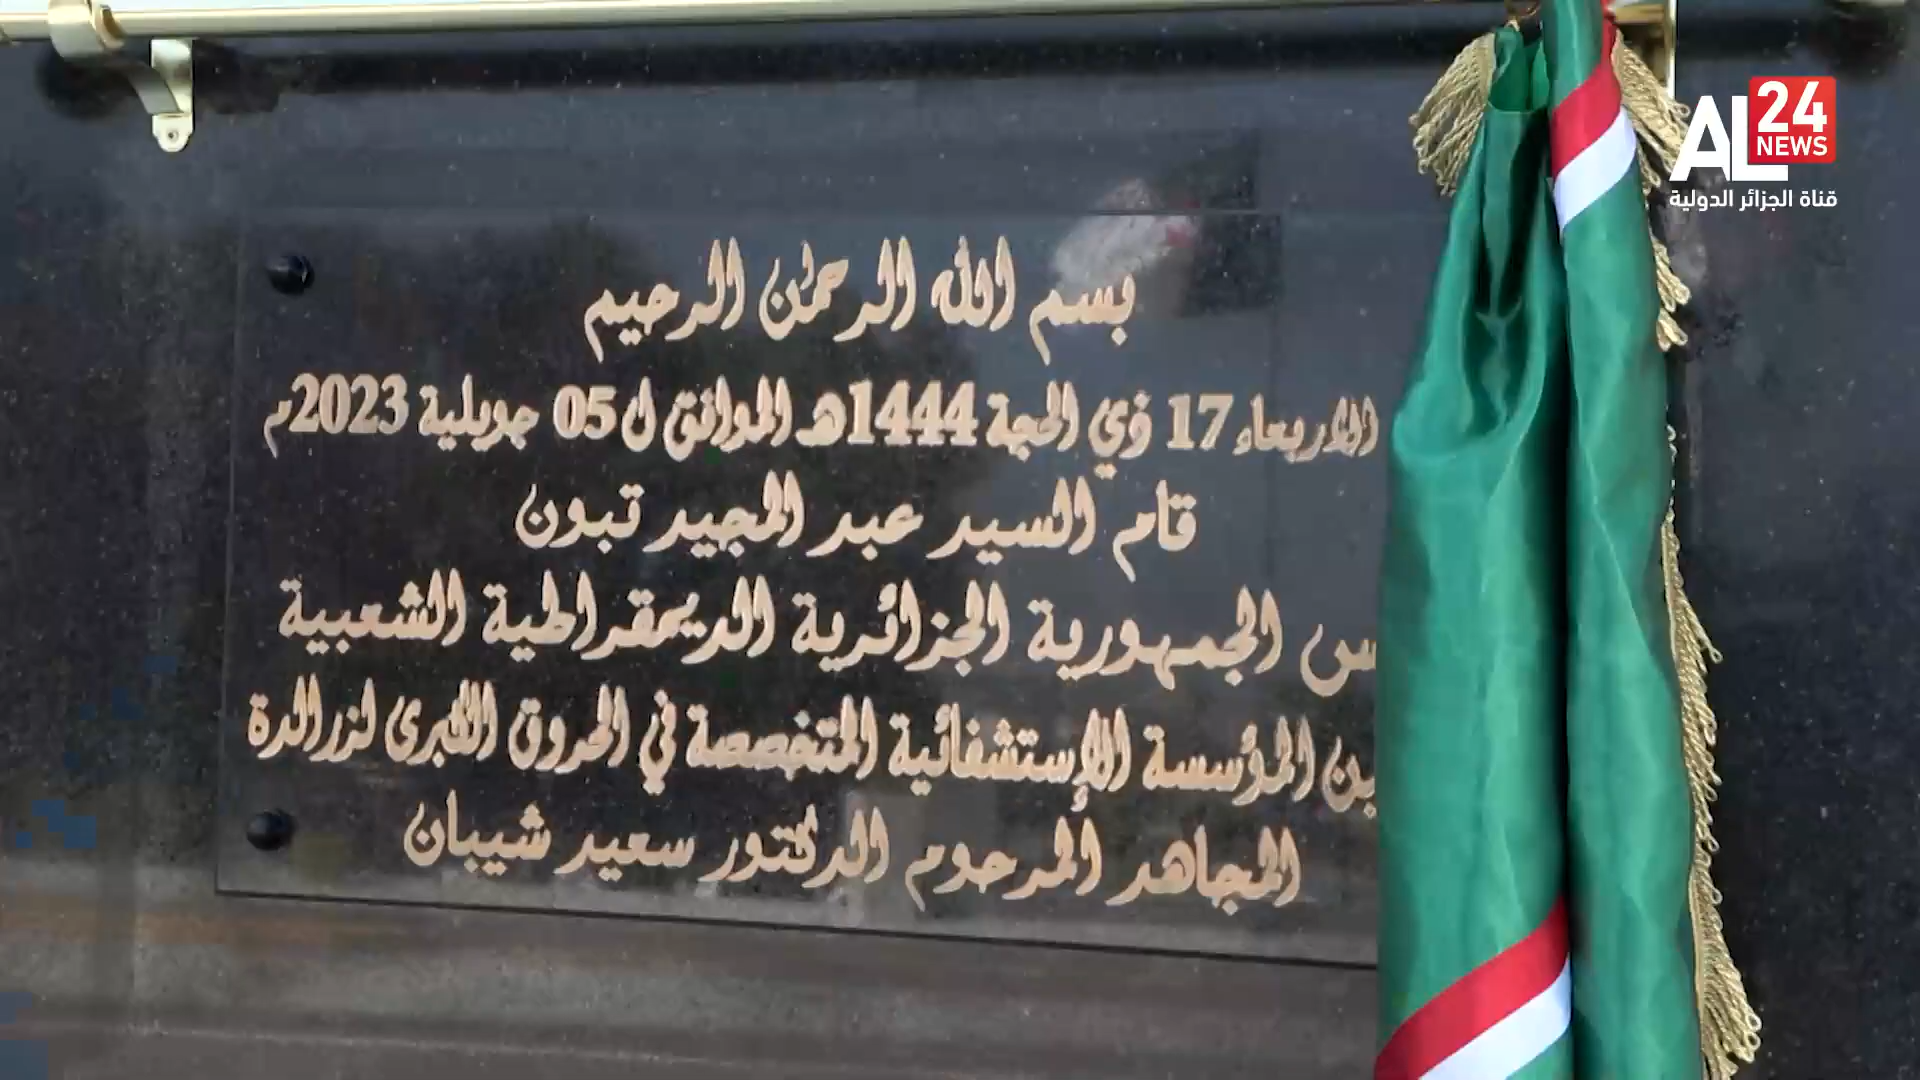 AL
24
NEWS
قناة الجزائر الدولية
بسم الله الرحمان الرحيم
الاربعاء 17 ذي الحجة 1444هـ الموافق ل 05 جويلية 2023م
قام السيد عبد المجيد تبون
س الجمهورية الجزائرية الديمقراطية الشعبية
ين المؤسسة الإستشفائية المتخصصة في الحروق الكبرى لزرالدة
المجاهد المرحوم الدكتور سعيد شيبان